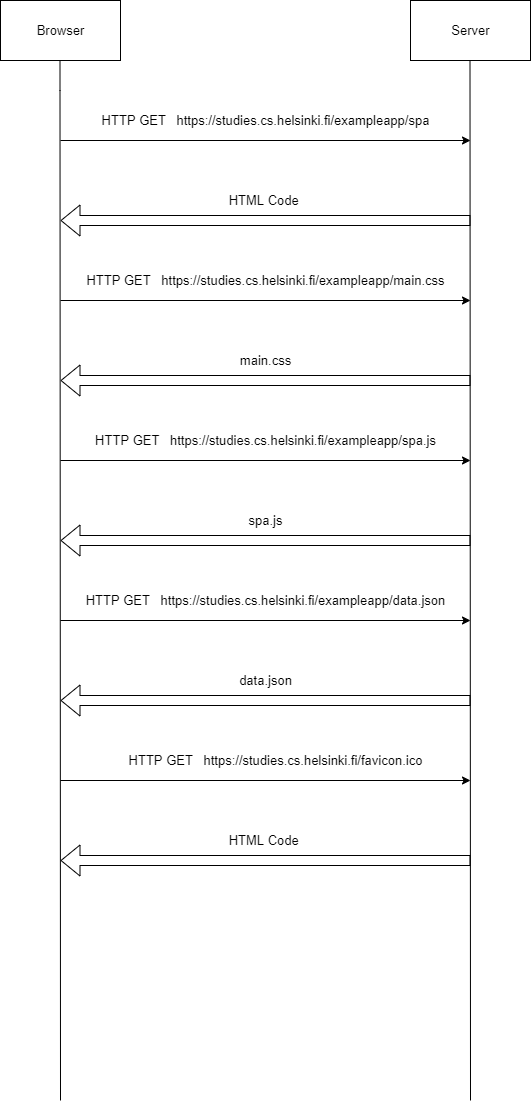 Browser
Server
HTTP GET   https://studies.cs.helsinki.fi/exampleapp/spa
HTML Code
HTTP GET   https://studies.cs.helsinki.fi/exampleapp/main.css
main.css
HTTP GET   https://studies.cs.helsinki.fi/exampleapp/spa.js
spa.js
HTTP GET   https://studies.cs.helsinki.fi/exampleapp/data.json
data.json
HTTP GET   https://studies.cs.helsinki.fi/favicon.ico
HTML Code